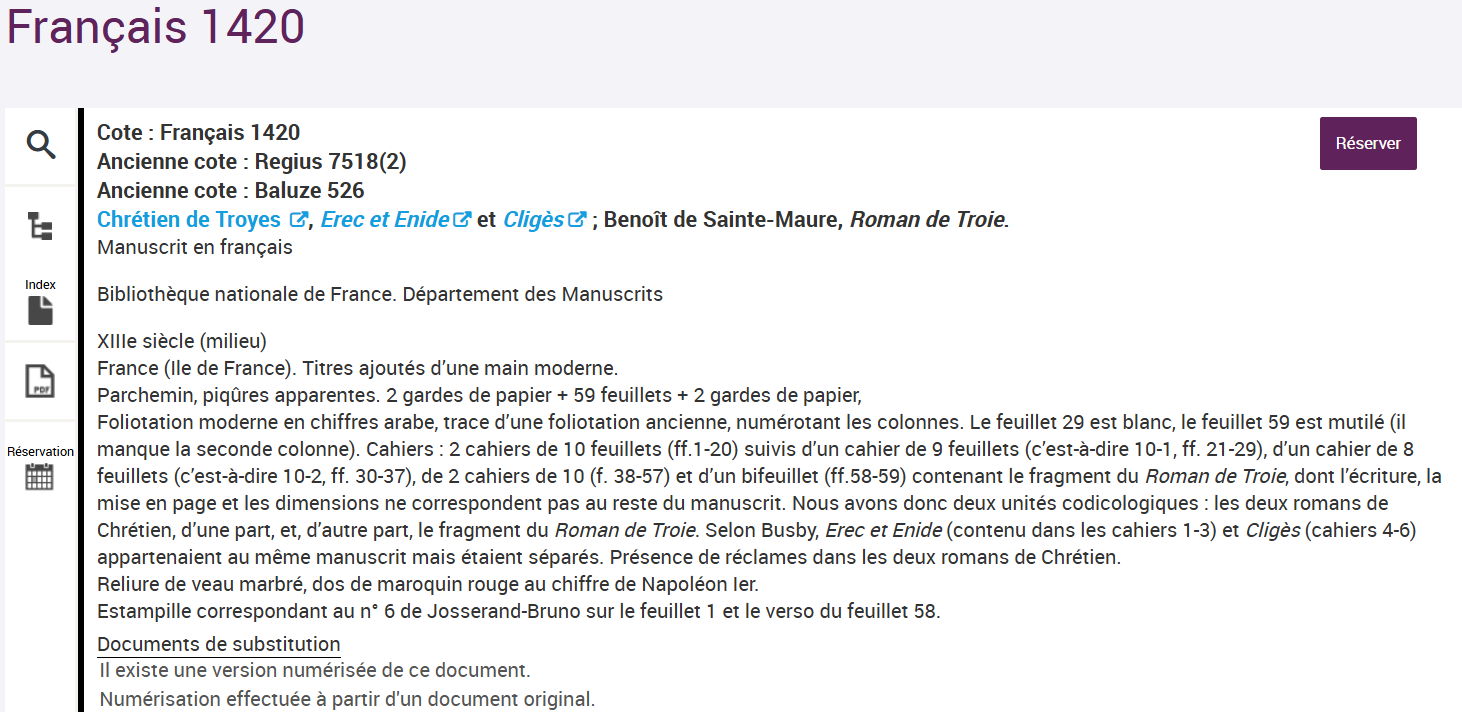 Français 1420
Cote : Français 1420
Réserver
Ancienne cote : Regius 7518(2)
Ancienne cote : Baluze 526
Chrétien de Troyes , Erec et Enide et Cligès ; Benoît de Sainte-Maure, Roman de Troie.
Manuscrit en français
Index
Bibliothèque nationale de France. Département des Manuscrits
XIIIe siècle (milieu)
France (Ile de France). Titres ajoutés d’une main moderne.
PDF
Parchemin, piqûres apparentes. 2 gardes de papier + 59 feuillets + 2 gardes de papier,
Foliotation moderne en chiffres arabe, trace d’une foliotation ancienne, numérotant les colonnes. Le feuillet 29 est blanc, le feuillet 59 est mutilé (il
Réservation
manque la seconde colonne). Cahiers : 2 cahiers de 10 feuillets (ff.1-20) suivis d’un cahier de 9 feuillets (c’est-à-dire 10-1, ff. 21-29), d’un cahier de 8
feuillets (c’est-à-dire 10-2, ff. 30-37), de 2 cahiers de 10 (f. 38-57) et d’un bifeuillet (ff.58-59) contenant le fragment du Roman de Troie, dont l’écriture, la
mise en page et les dimensions ne correspondent pas au reste du manuscrit. Nous avons donc deux unités codicologiques : les deux romans de
Chrétien, d’une part, et, d’autre part, le fragment du Roman de Troie. Selon Busby, Erec et Enide (contenu dans les cahiers 1-3) et Cligès (cahiers 4-6)
appartenaient au même manuscrit mais étaient séparés. Présence de réclames dans les deux romans de Chrétien.
Reliure de veau marbré, dos de maroquin rouge au chiffre de Napoléon Ier.
Estampille correspondant au n° 6 de Josserand-Bruno sur le feuillet 1 et le verso du feuillet 58.
Documents de substitution
Il existe une version numérisée de ce document.
Numérisation effectuée à partir d'un document original.